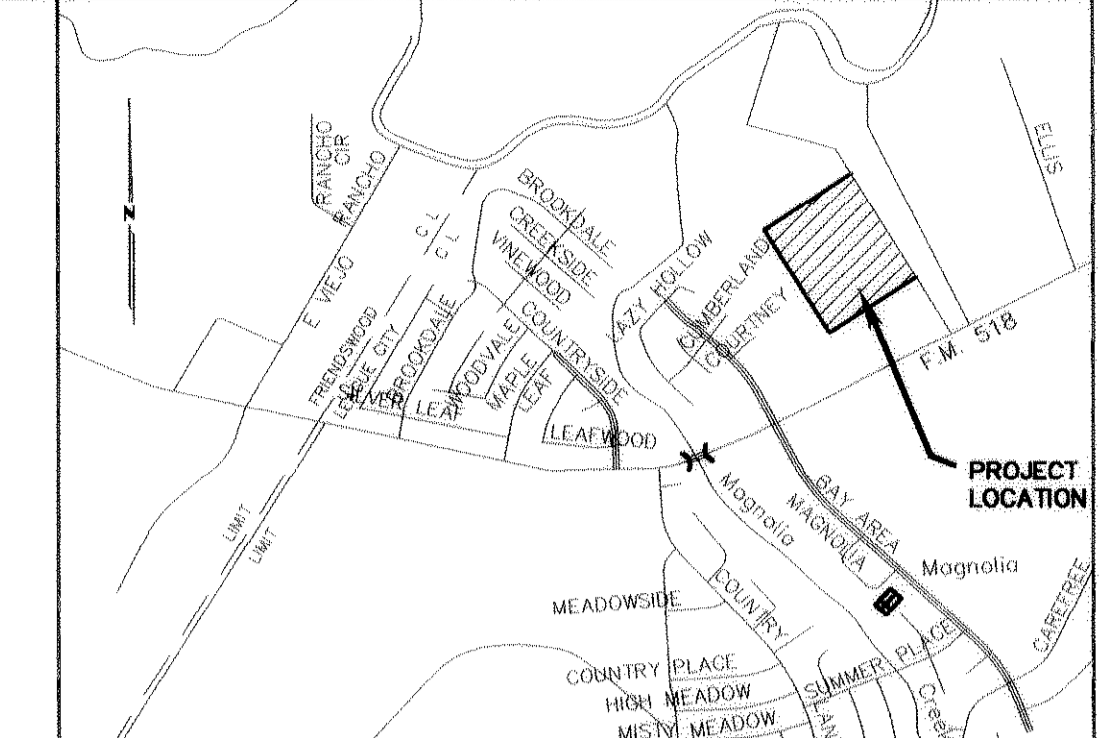 RANCHO
CIR
RANCHO
E VIEJO
N
C L
C L
BROOKDALE
CREEKSIDE
VINEWOOD
COUNTRYSIDE
LAZY HOLLOW
CUMBERLAND
COURTNEY
ELLIS
F.M. 518
FRIENDSWOOD
LEAGUE CITY
BROOKDALE
WOODVALE
MAPLE
LEAF
SILVER LEAF
LEAFWOOD
PROJECT
LOCATION
LIMIT
LIMIT
Magnolia
BAY AREA
MAGNOLIA
Magnolia
CAREFREE
MEADOWSIDE
COUNTRY
COUNTRY PLACE
SUMMER PLACE
HIGH MEADOW
MISTY MEADOW
Creek